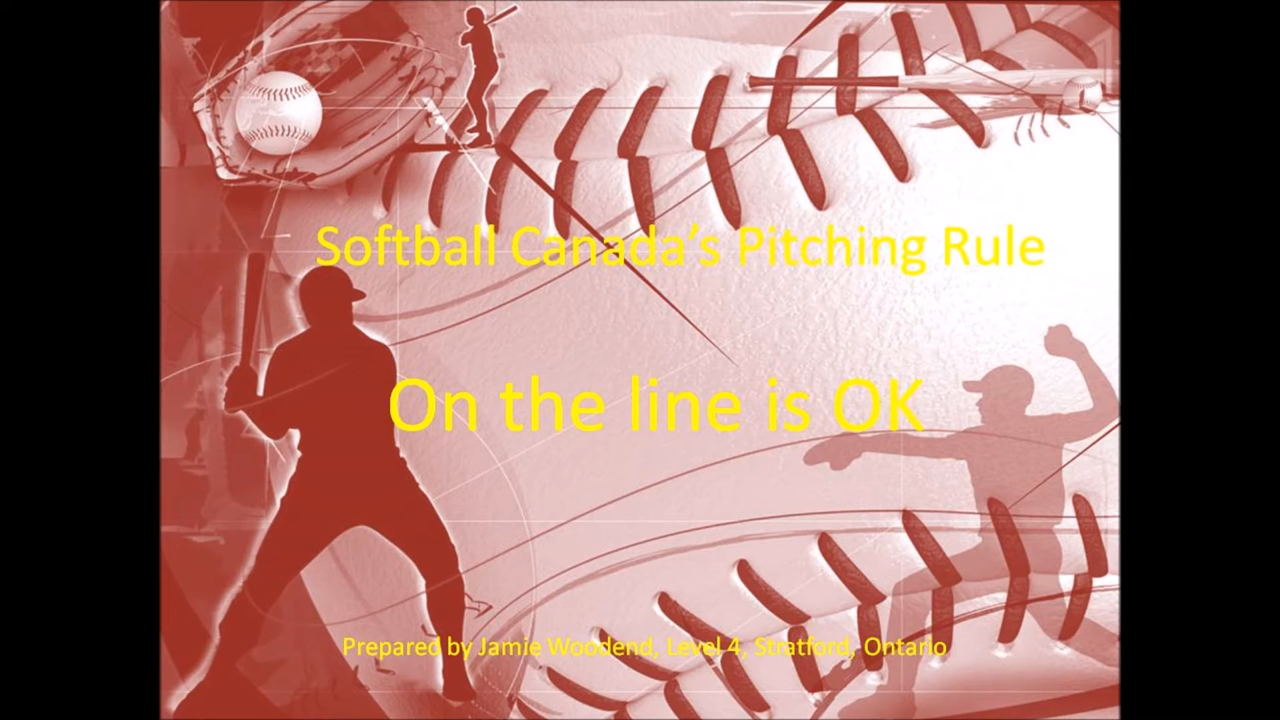 Softball Canada’s Pitching Rule
On the line is OK
Prepared by Jamie Woodend, Level 4, Stratford, Ontario